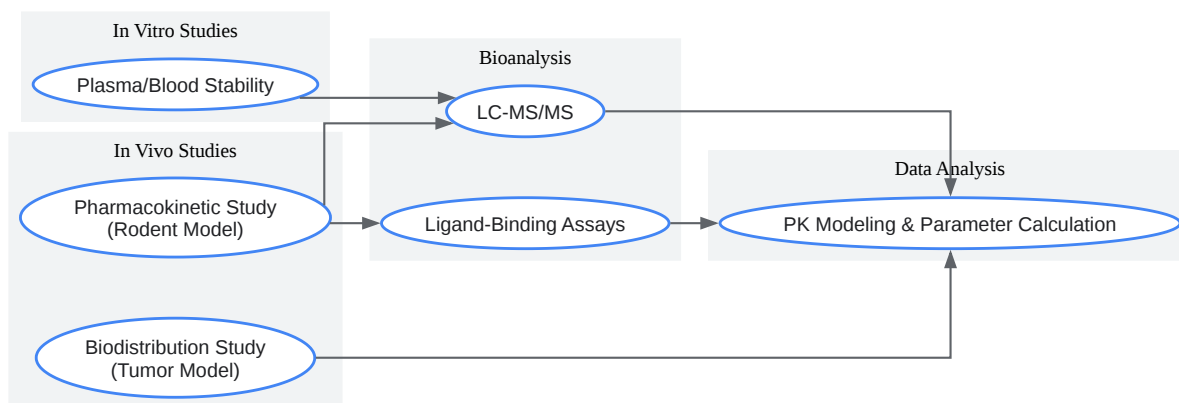 In Vitro Studies
Plasma/Blood Stability
In Vivo Studies
Pharmacokinetic Study
(Rodent Model)
Biodistribution Study
(Tumor Model)
Bioanalysis
LC-MS/MS
Ligand-Binding Assays
Data Analysis
PK Modeling & Parameter Calculation